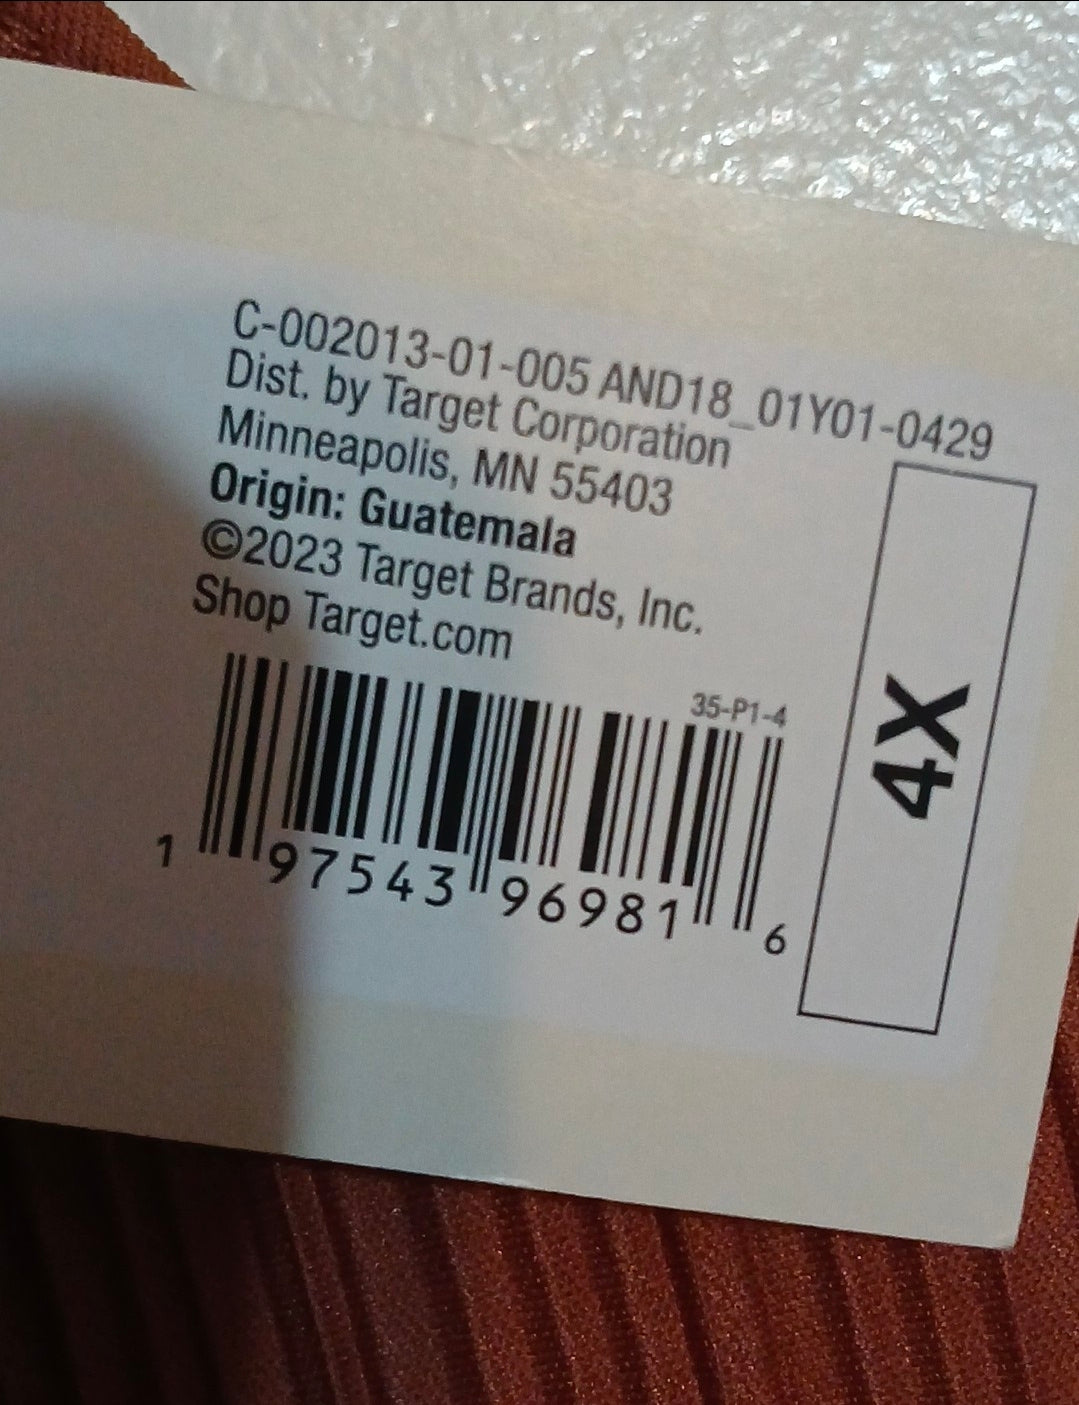 C-002013-01-005 AND18_01Y01-0429
Dist. by Target Corporation
Minneapolis, MN 55403
Origin: Guatemala
©2023 Target Brands, Inc.
Shop Target.com
35-P1-4
1 97543 96981 6
4X